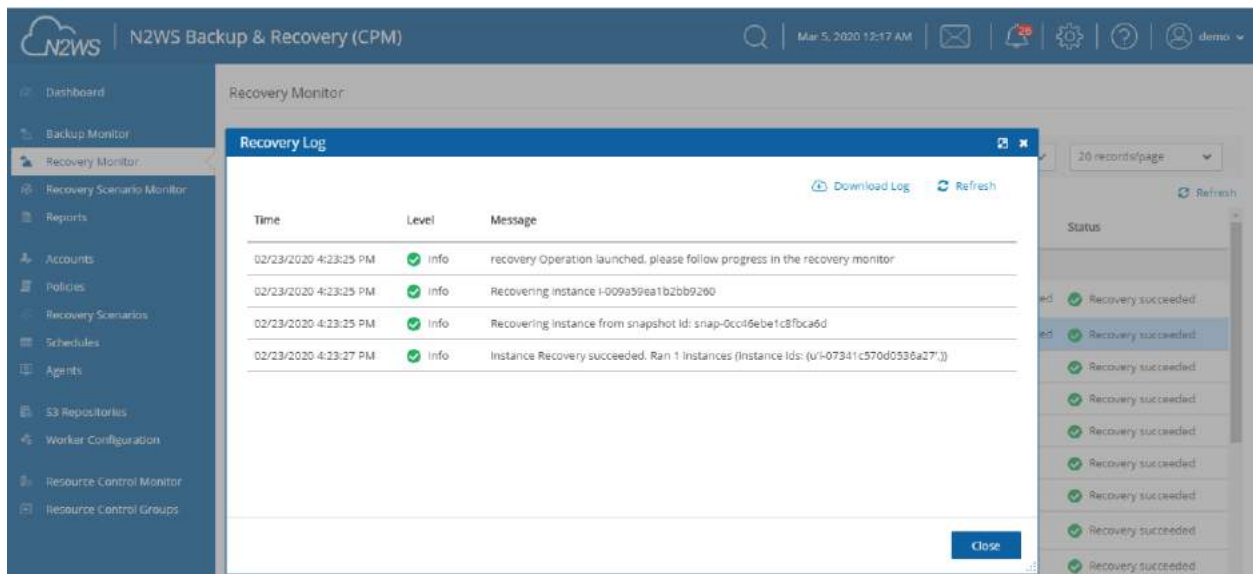 N2WS
N2WS Backup & Recovery (CPM)
Mar 5, 2020 12:17 AM
26
demo
Dashboard
Backup Monitor
Recovery Monitor
Recovery Scenario Monitor
Reports
Accounts
Policies
Recovery Scenarios
Schedules
Agents
S3 Repositories
Worker Configuration
Resource Control Monitor
Resource Control Groups
Recovery Monitor
20 records/page
Refresh
Status
Recovery Log
Download Log Refresh
Time Level Message
02/23/2020 4:23:25 PM Info recovery Operation launched, please follow progress in the recovery monitor
02/23/2020 4:23:25 PM Info Recovering instance i-009a59ea1b2bb9260
02/23/2020 4:23:25 PM Info Recovering instance from snapshot id: snap-0cc46ebe1c8fbca6d
02/23/2020 4:23:27 PM Info Instance Recovery succeeded. Ran 1 instances (instance ids: (u'i-07341c570d0536a27',))
Close
ed Recovery succeeded
ed Recovery succeeded
Recovery succeeded
Recovery succeeded
Recovery succeeded
Recovery succeeded
Recovery succeeded
Recovery succeeded
Recovery succeeded